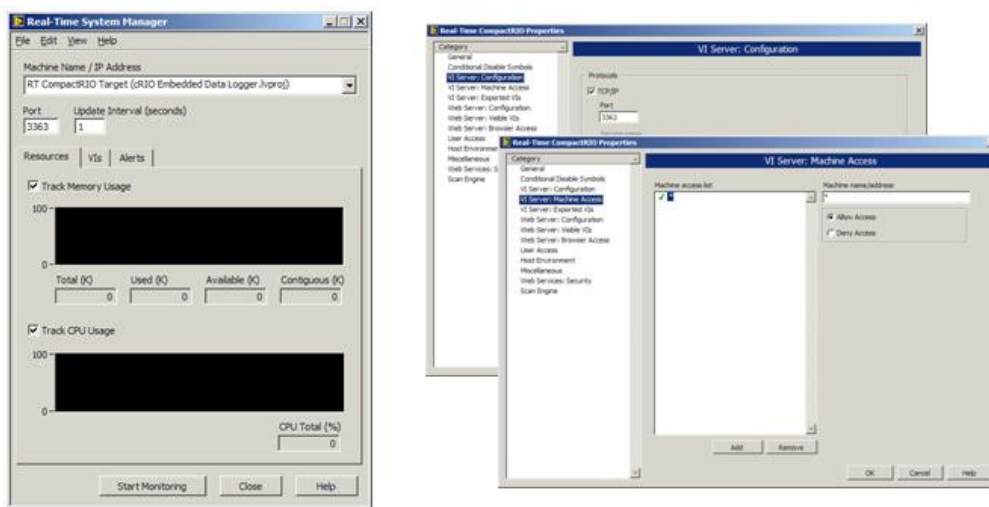 Real-Time System Manager
File Edit View Help
Machine Name / IP Address
RT CompactRIO Target (cRIO Embedded Data Logger.lvproj)
Port Update Interval (seconds)
3363 1
Resources VIs Alerts
Track Memory Usage
100
0
Total (K) Used (K) Available (K) Contiguous (K)
0 0 0 0
Track CPU Usage
100
0
CPU Total (%)
0
Start Monitoring Close Help
Real-Time CompactRIO Properties
Category
General
Conditional Disable Symbols
VI Server: Configuration
VI Server: Machine Access
VI Server: Exported VIs
Web Server: Configuration
Web Server: Visible VIs
Web Server: Browser Access
User Access
Host Environment
Miscellaneous
Web Services: S
Scan Engine
VI Server: Configuration
Protocols
TCP/IP
Port
3363
Real-Time CompactRIO Properties
Category
General
Conditional Disable Symbols
VI Server: Configuration
VI Server: Machine Access
VI Server: Exported VIs
Web Server: Configuration
Web Server: Visible VIs
Web Server: Browser Access
User Access
Host Environment
Miscellaneous
Web Services: Security
Scan Engine
VI Server: Machine Access
Machine access list
*
Machine name/address
*
Allow Access
Deny Access
Add Remove
OK Cancel Help